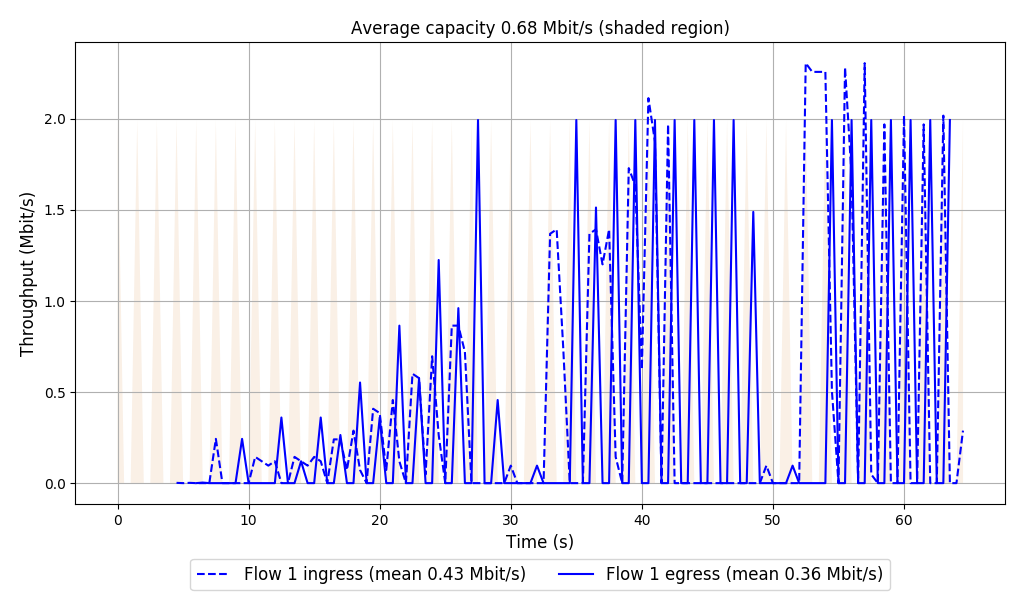 Average capacity 0.68 Mbit/s (shaded region)
Throughput (Mbit/s)
2.0
1.5
1.0
0.5
0.0
0 10 20 30 40 50 60
Time (s)
Flow 1 ingress (mean 0.43 Mbit/s) Flow 1 egress (mean 0.36 Mbit/s)